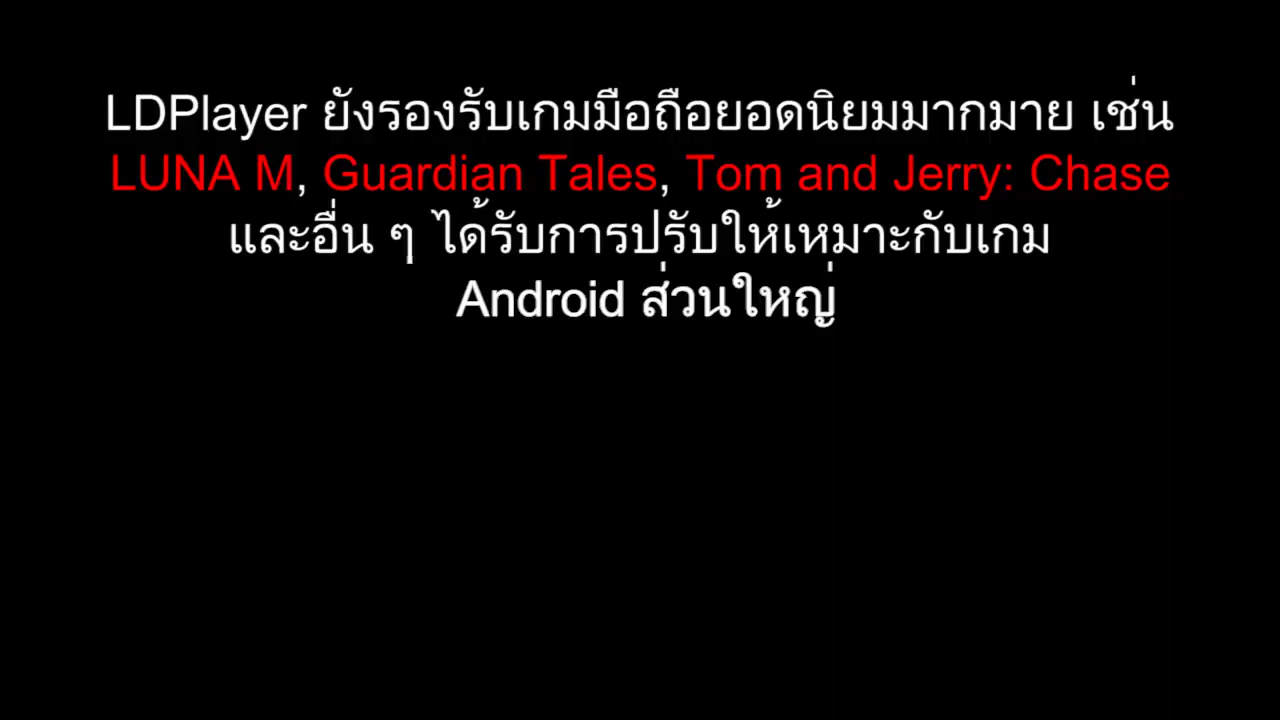 LDPlayer ยังรองรับเกมมือถือยอดนิยมมากมาย เช่น
LUNA M, Guardian Tales, Tom and Jerry: Chase
และอื่น ๆ ได้รับการปรับให้เหมาะกับเกม
Android ส่วนใหญ่